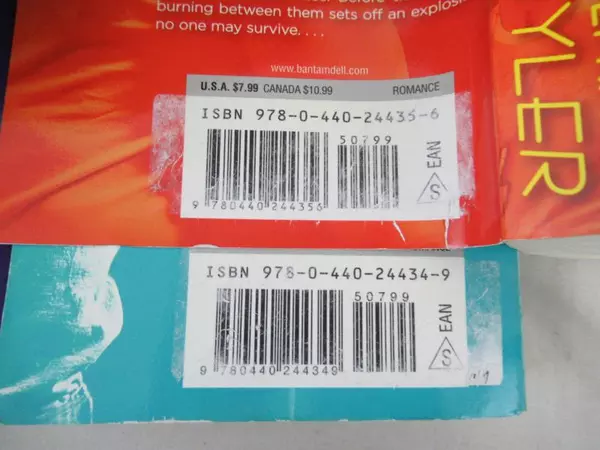 burning between them sets off an
no one may survive. . . .
www.bantamdell.com
U.S.A. $7.99 CANADA $10.99 ROMANCE
ISBN 978-0-440-24435-6
50799
EAN
S
9 780440 244356
YLER
ISBN 978-0-440-24434-9
50799
EAN
S
9 780440 244349